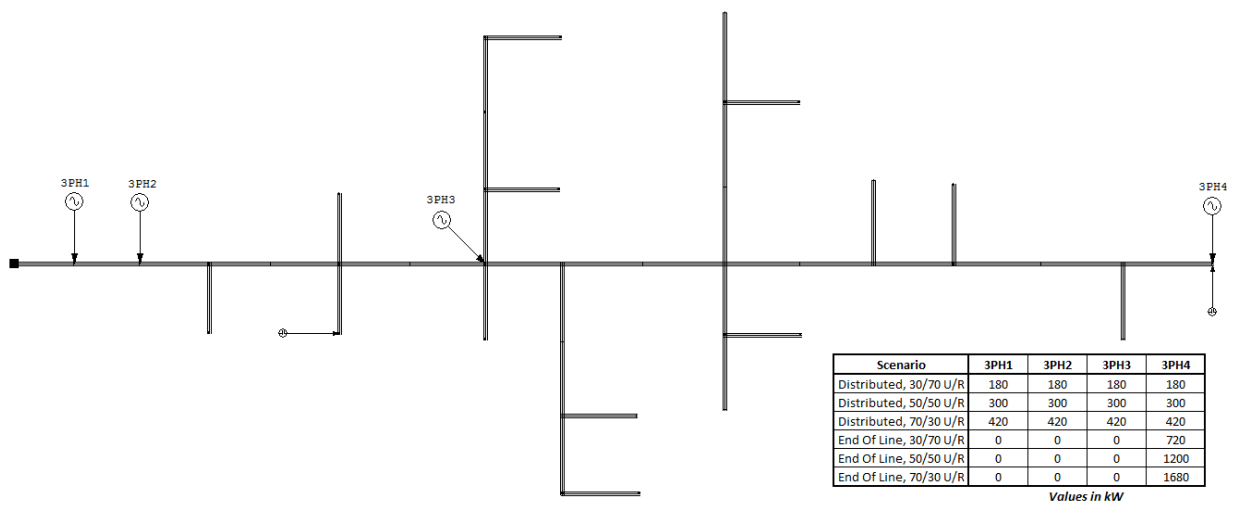 3PH1
3PH2
3PH3
3PH4
Scenario 3PH1 3PH2 3PH3 3PH4
Distributed, 30/70 U/R 180 180 180 180
Distributed, 50/50 U/R 300 300 300 300
Distributed, 70/30 U/R 420 420 420 420
End Of Line, 30/70 U/R 0 0 0 720
End Of Line, 50/50 U/R 0 0 0 1200
End Of Line, 70/30 U/R 0 0 0 1680
Values in kW